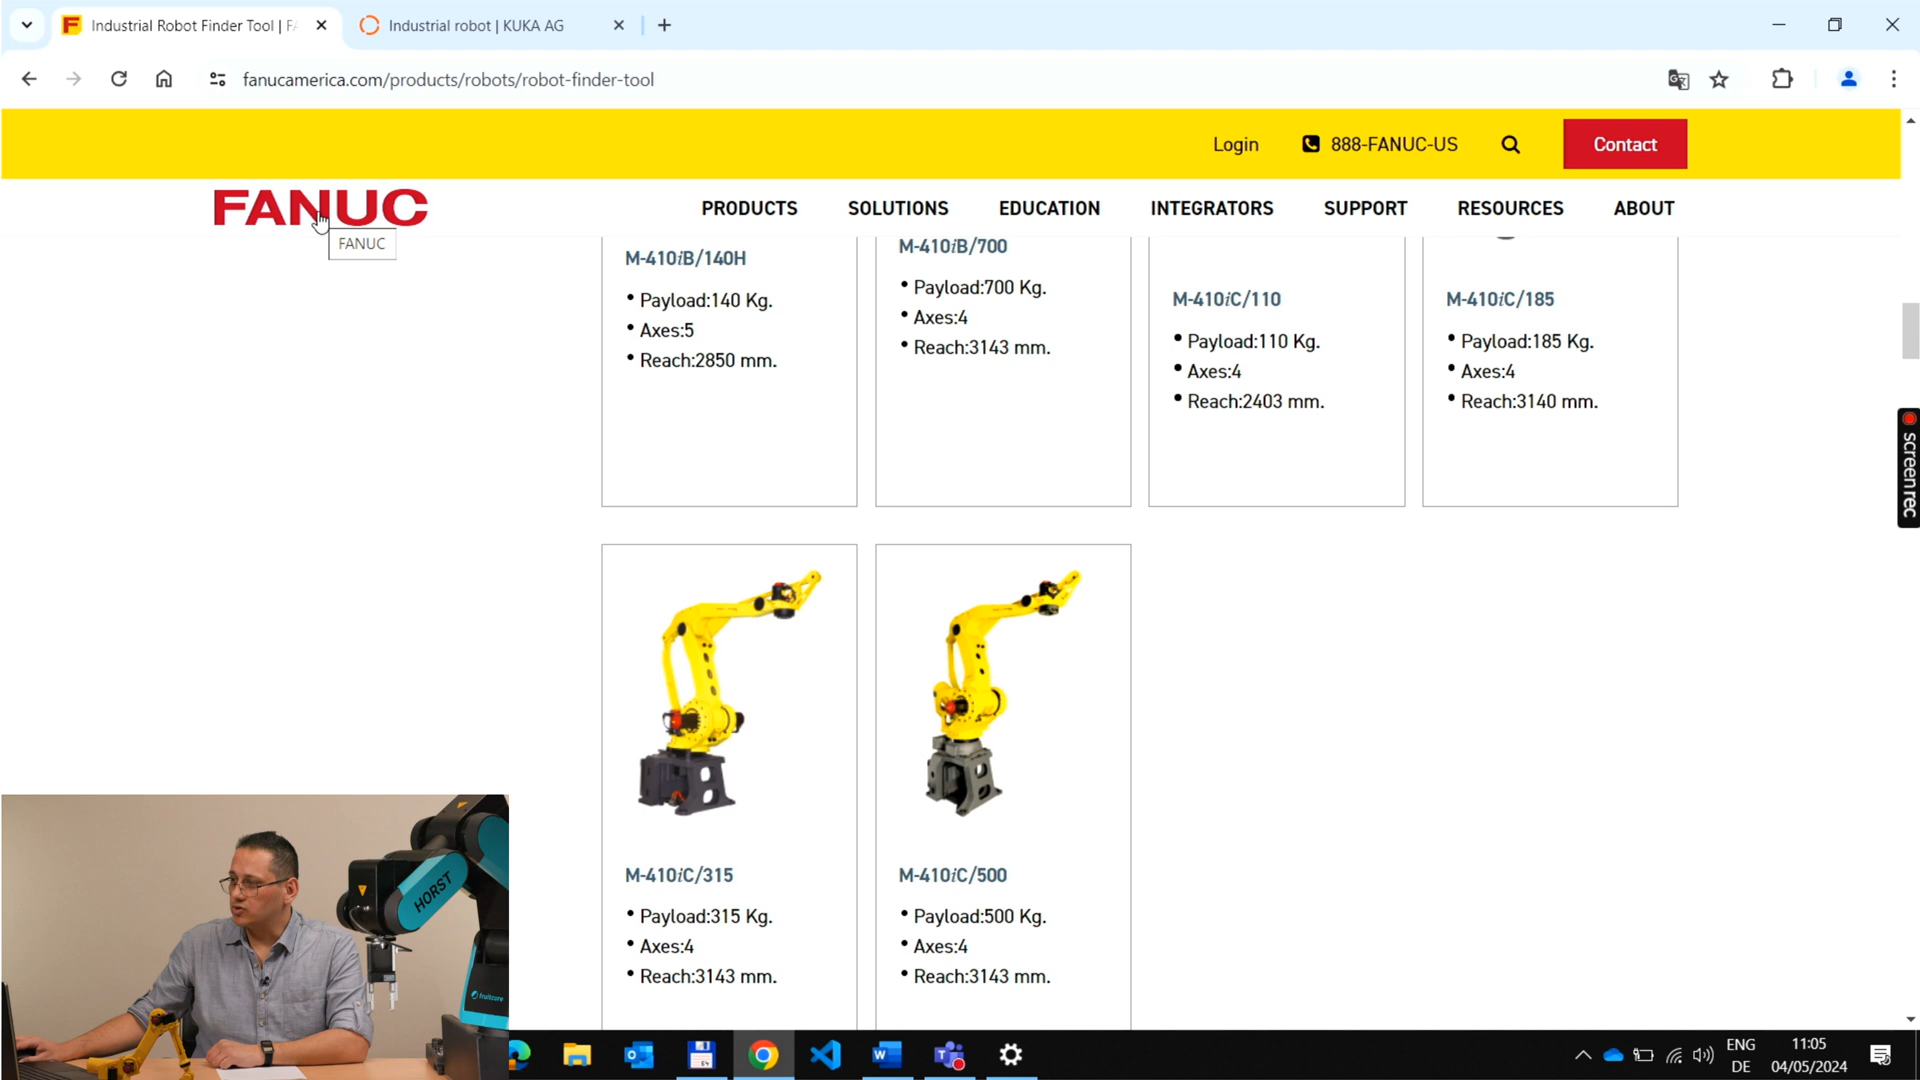 Industrial Robot Finder Tool | FA
Industrial robot | KUKA AG
fanucamerica.com/products/robots/robot-finder-tool
Login
888-FANUC-US
Contact
FANUC
PRODUCTS
SOLUTIONS
EDUCATION
INTEGRATORS
SUPPORT
RESOURCES
ABOUT
FANUC
M-410iB/140H
• Payload:140 Kg.
• Axes:5
• Reach:2850 mm.
M-410iB/700
• Payload:700 Kg.
• Axes:4
• Reach:3143 mm.
M-410iC/110
• Payload:110 Kg.
• Axes:4
• Reach:2403 mm.
M-410iC/185
• Payload:185 Kg.
• Axes:4
• Reach:3140 mm.
screen rec
M-410iC/315
• Payload:315 Kg.
• Axes:4
• Reach:3143 mm.
M-410iC/500
• Payload:500 Kg.
• Axes:4
• Reach:3143 mm.
HORST
fruitcore
ENG
DE
11:05
04/05/2024